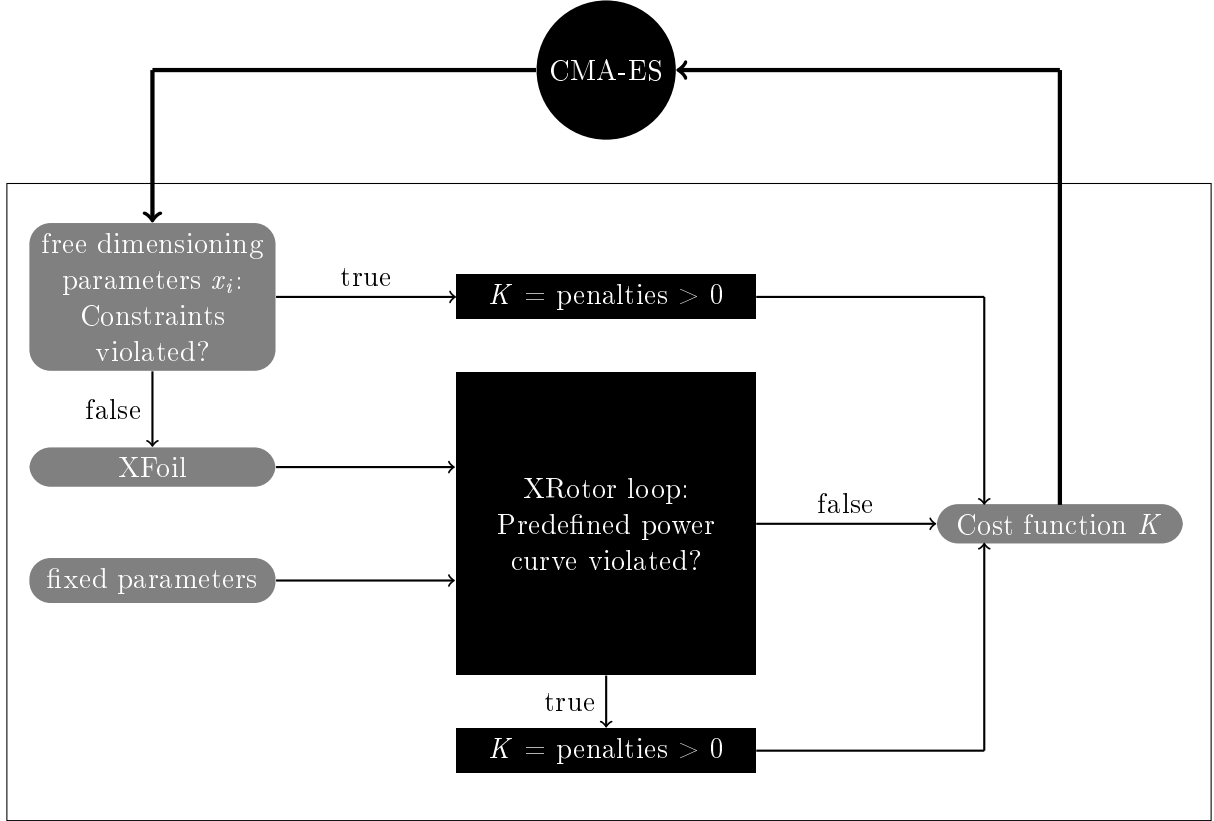 CMA-ES
free dimensioning
parameters x_i:
Constraints
violated?
true
K = penalties > 0
false
XFoil
XRotor loop:
Predefined power
curve violated?
false
Cost function K
fixed parameters
true
K = penalties > 0